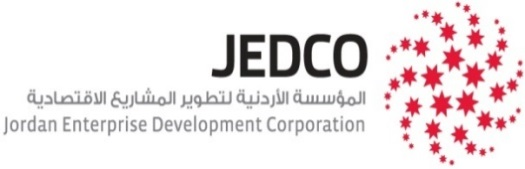 JEDCO
المؤسسة الأردنية لتطوير المشاريع الاقتصادية
Jordan Enterprise Development Corporation